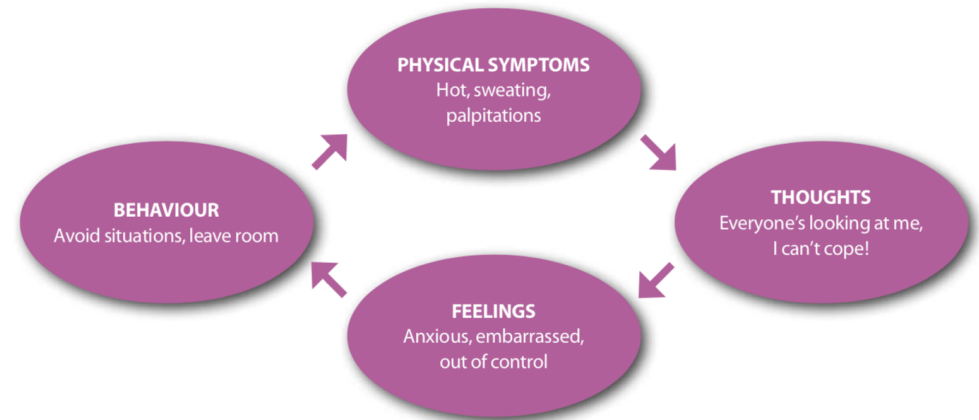 PHYSICAL SYMPTOMS
Hot, sweating,
palpitations
THOUGHTS
Everyone’s looking at me,
I can’t cope!
FEELINGS
Anxious, embarrassed,
out of control
BEHAVIOUR
Avoid situations, leave room